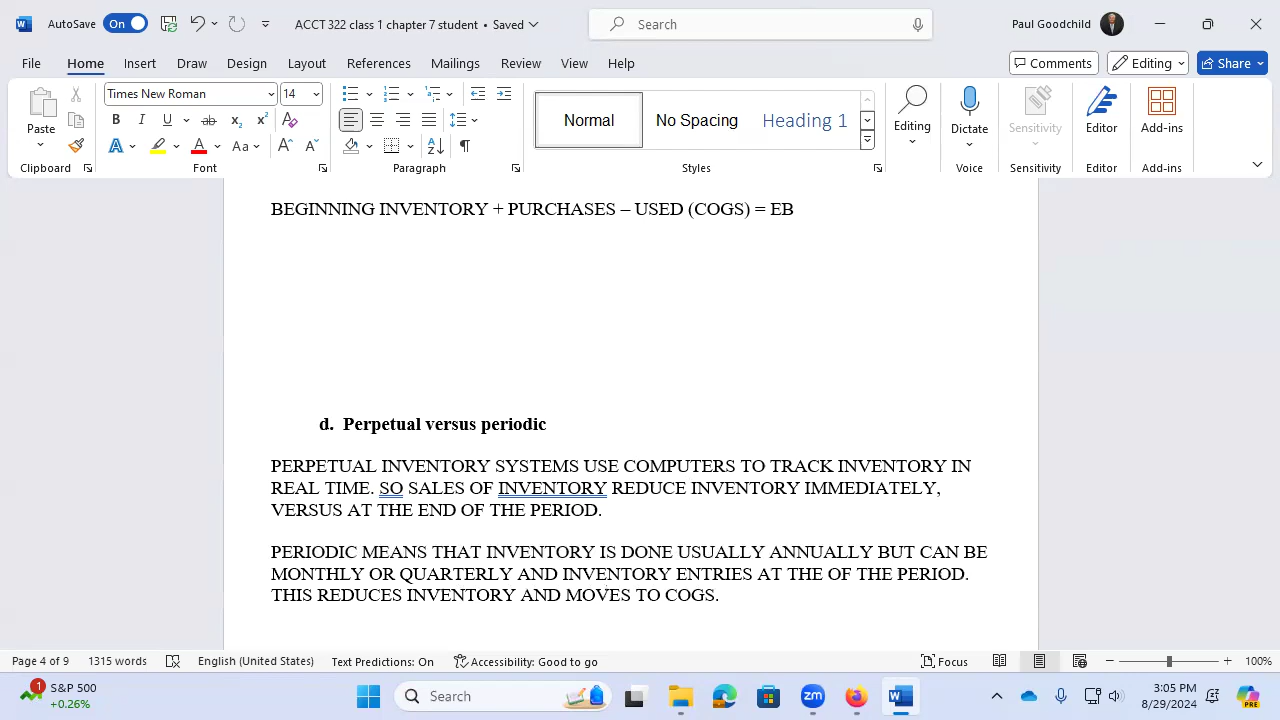 AutoSave On ACCT 322 class 1 chapter 7 student • Saved Search Paul Goodchild
File Home Insert Draw Design Layout References Mailings Review View Help Comments Editing Share
Times New Roman 14 Normal No Spacing Heading 1
Paste Editing Dictate Sensitivity Editor Add-ins
Clipboard Font Paragraph Styles Voice Sensitivity Editor Add-ins
BEGINNING INVENTORY + PURCHASES – USED (COGS) = EB
d. Perpetual versus periodic
PERPETUAL INVENTORY SYSTEMS USE COMPUTERS TO TRACK INVENTORY IN
REAL TIME. SO SALES OF INVENTORY REDUCE INVENTORY IMMEDIATELY,
VERSUS AT THE END OF THE PERIOD.
PERIODIC MEANS THAT INVENTORY IS DONE USUALLY ANNUALLY BUT CAN BE
MONTHLY OR QUARTERLY AND INVENTORY ENTRIES AT THE OF THE PERIOD.
THIS REDUCES INVENTORY AND MOVES TO COGS.
Page 4 of 9 1315 words English (United States) Text Predictions: On Accessibility: Good to go Focus 100%
1 S&P 500 Search zm 3:05 PM
+0.26% 8/29/2024 PRE